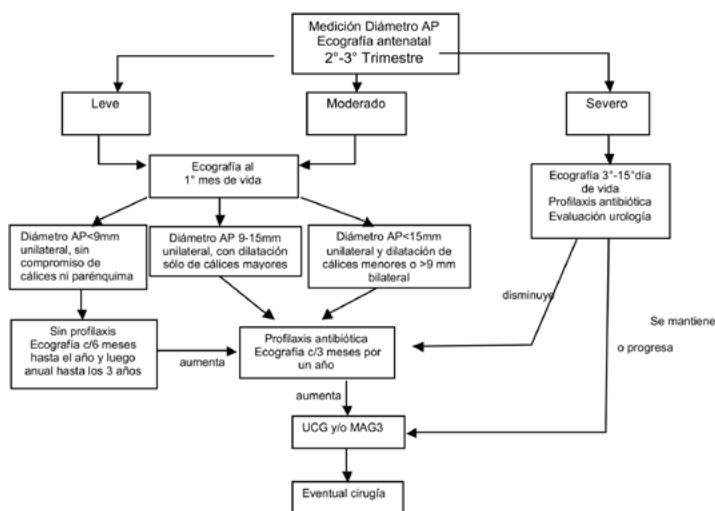 Medición Diámetro AP
Ecografía antenatal
2°-3° Trimestre
Leve
Moderado
Severo
Ecografía al
1° mes de vida
Ecografía 3°-15°día
de vida
Profilaxis antibiótica
Evaluación urología
Diámetro AP<9mm
unilateral, sin
compromiso de
cálices ni parénquima
Diámetro AP 9-15mm
unilateral, con dilatación
sólo de cálices mayores
Diámetro AP<15mm
unilateral y dilatación de
cálices menores o >9 mm
bilateral
disminuye
Se mantiene
o progresa
Sin profilaxis
Ecografía c/6 meses
hasta el año y luego
anual hasta los 3 años
aumenta
Profilaxis antibiótica
Ecografía c/3 meses por
un año
aumenta
UCG y/o MAG3
Eventual cirugía